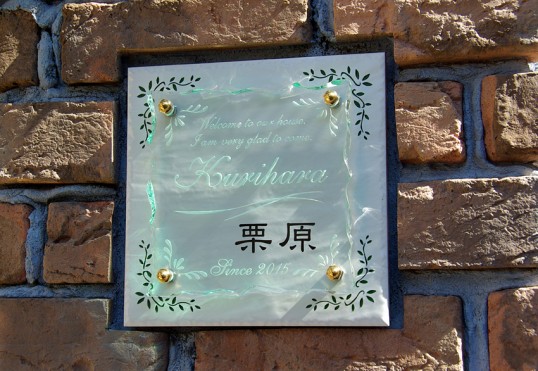 Welcome to our house.
I am very glad to come.
Kurihara
栗原
Since 2015